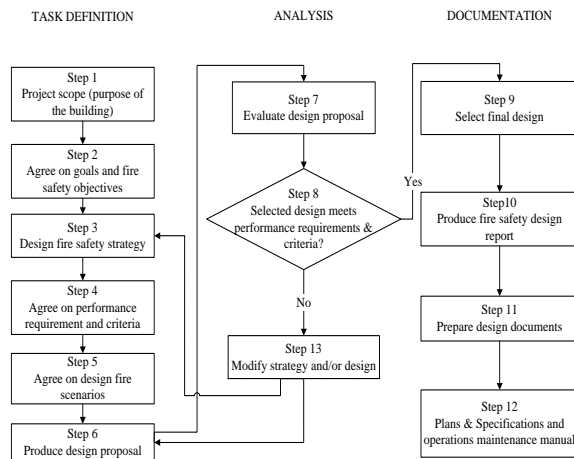 TASK DEFINITION
ANALYSIS
DOCUMENTATION
Step 1
Project scope (purpose of
the building)
Step 2
Agree on goals and fire
safety objectives
Step 3
Design fire safety strategy
Step 4
Agree on performance
requirement and criteria
Step 5
Agree on design fire
scenarios
Step 6
Produce design proposal
Step 7
Evaluate design proposal
Step 8
Selected design meets
performance requirements &
criteria?
Yes
No
Step 13
Modify strategy and/or design
Step 9
Select final design
Step10
Produce fire safety design
report
Step 11
Prepare design documents
Step 12
Plans & Specifications and
operations maintenance manual